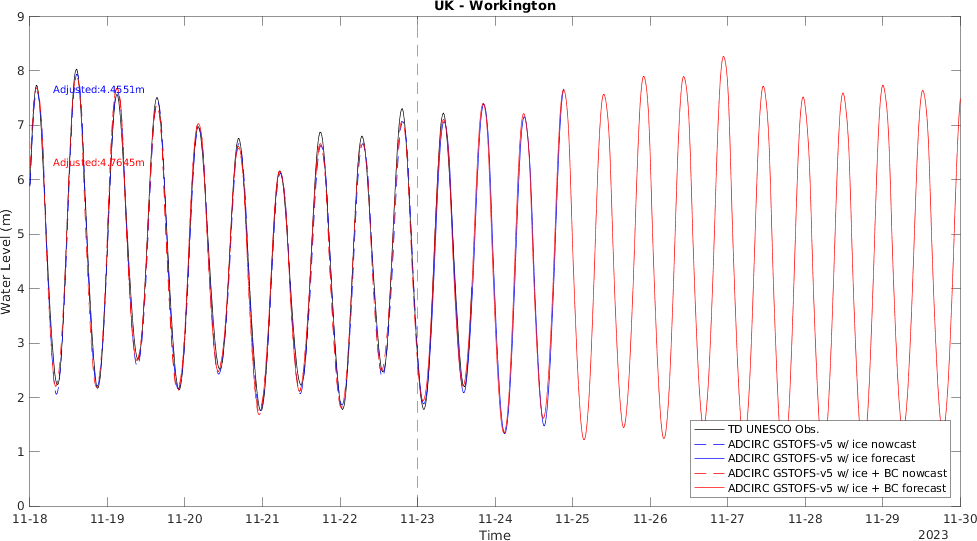 UK - Workington
9
8
7
6
5
4
3
2
1
0
Water Level (m)
Adjusted:4.4551m
Adjusted:4.7645m
TD UNESCO Obs.
ADCIRC GSTOFS-v5 w/ ice nowcast
ADCIRC GSTOFS-v5 w/ ice forecast
ADCIRC GSTOFS-v5 w/ ice + BC nowcast
ADCIRC GSTOFS-v5 w/ ice + BC forecast
11-18 11-19 11-20 11-21 11-22 11-23 11-24 11-25 11-26 11-27 11-28 11-29 11-30
Time
2023